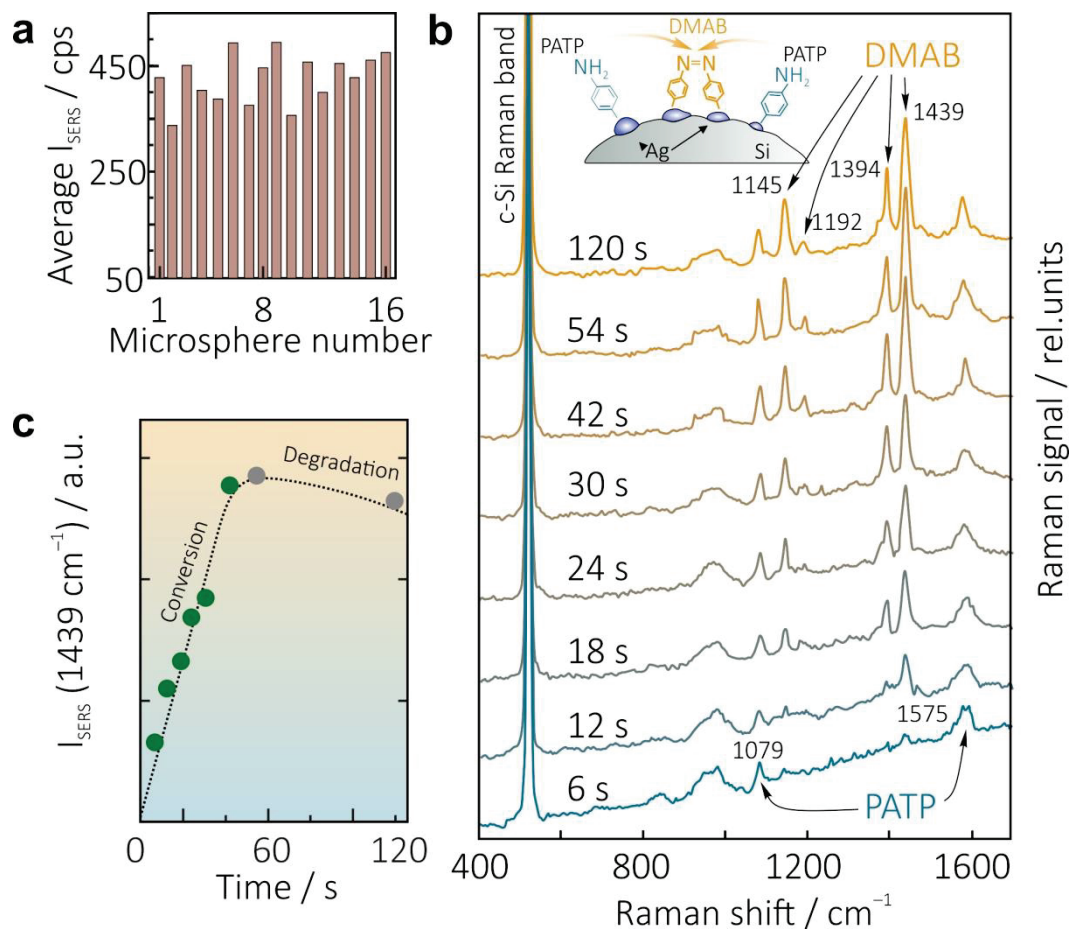 a
Average I_SERS / cps
450
250
50
1
8
16
Microsphere number
b
c-Si Raman band
DMAB
PATP
NH2
N=N
PATP
NH2
Ag
Si
DMAB
1439
1394
1145
1192
120 s
54 s
42 s
30 s
24 s
18 s
12 s
6 s
1575
1079
PATP
400
800
1200
1600
Raman shift / cm⁻¹
Raman signal / rel.units
c
I_SERS (1439 cm⁻¹) / a.u.
Conversion
Degradation
0
60
120
Time / s